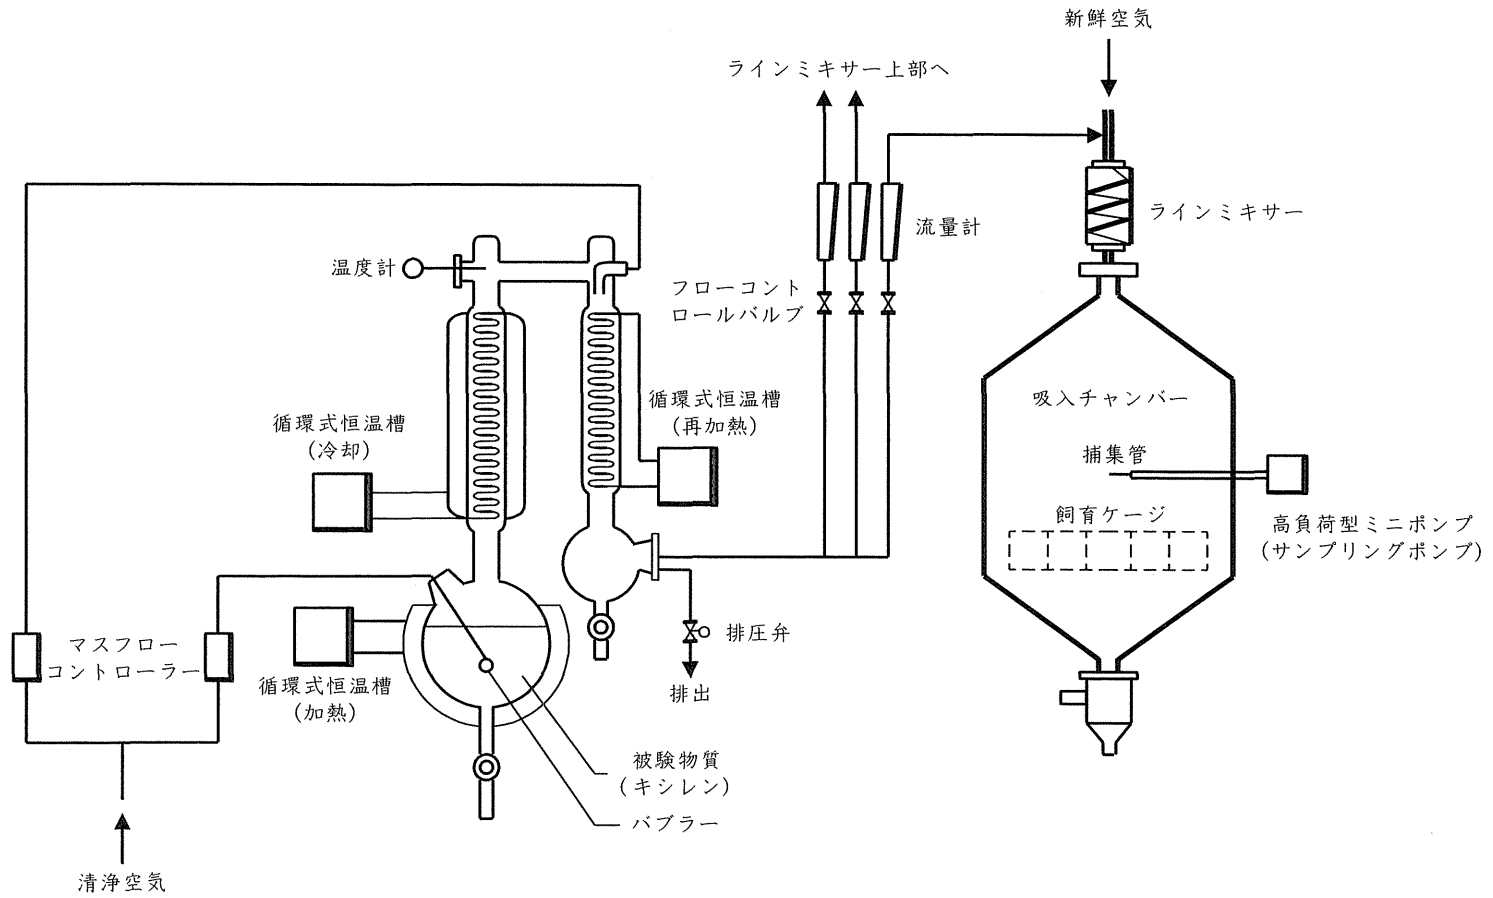 新鮮空気
ラインミキサー上部へ
ラインミキサー
流量計
温度計
フローコント
ロールバルブ
循環式恒温槽
(再加熱)
吸入チャンバー
循環式恒温槽
(冷却)
捕集管
飼育ケージ
高負荷型ミニポンプ
(サンプリングポンプ)
マスフロー
コントローラー
排圧弁
循環式恒温槽
(加熱)
排出
被験物質
(キシレン)
バブラー
清浄空気